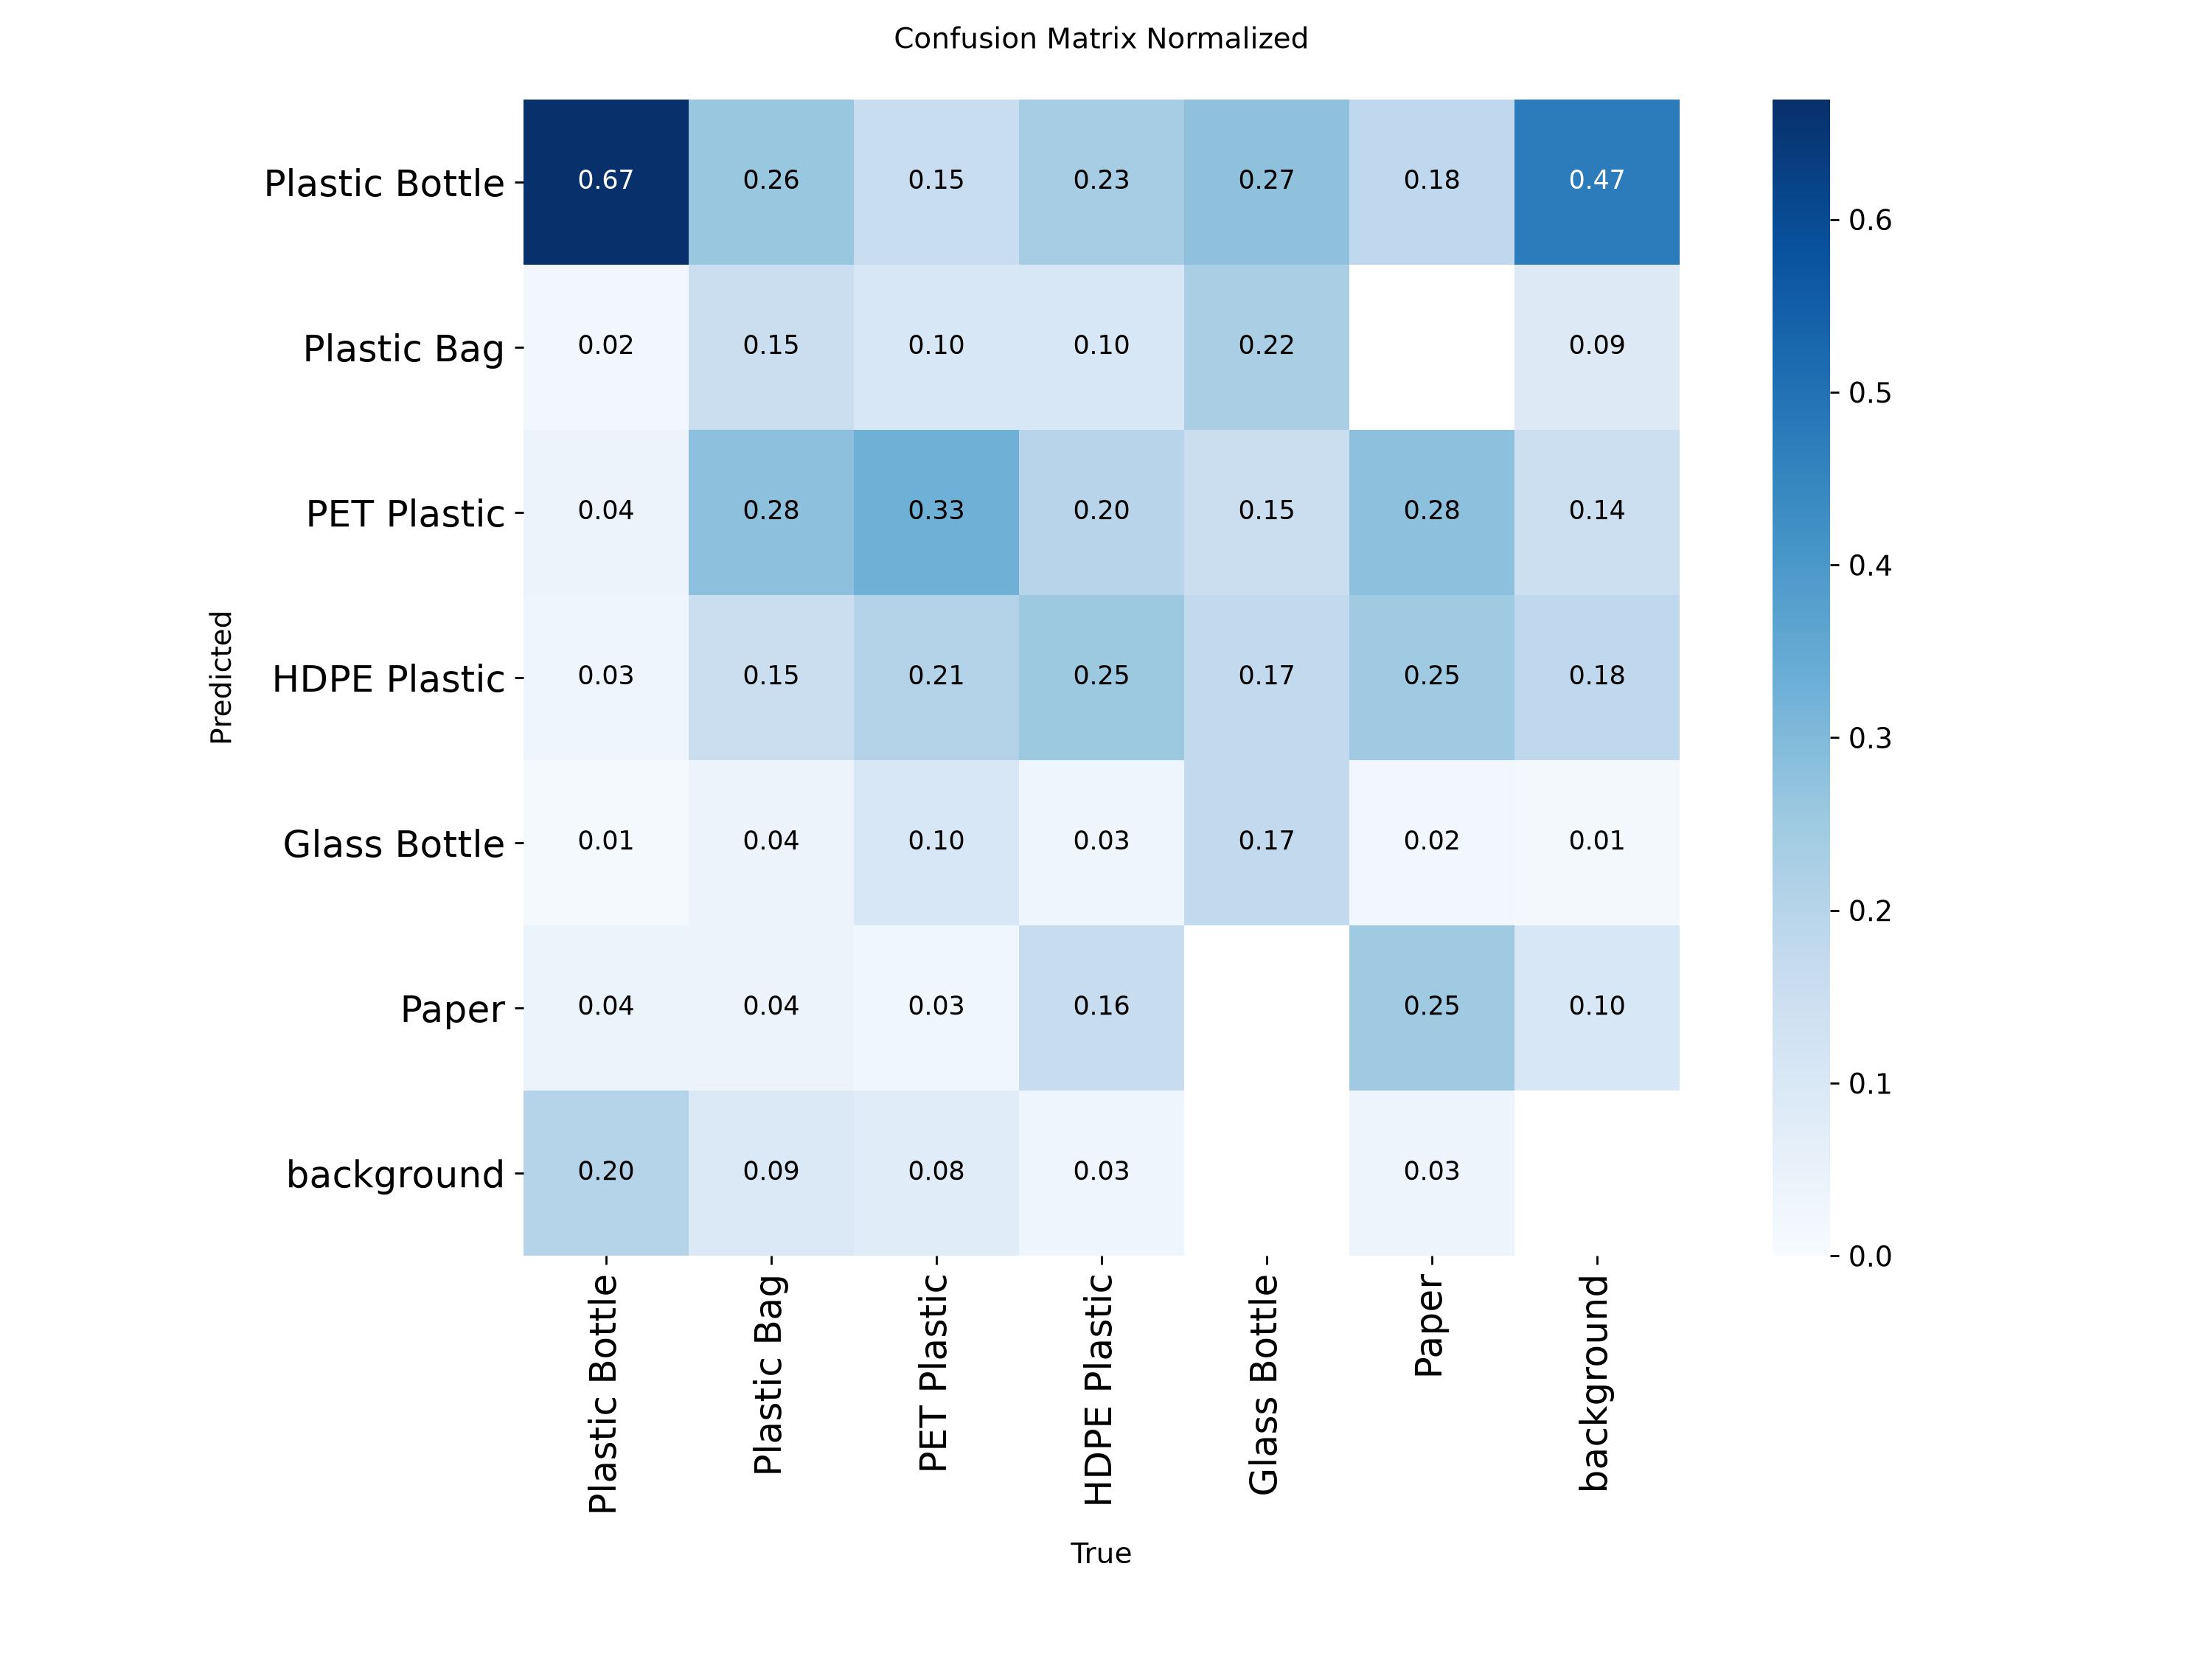 Confusion Matrix Normalized
Plastic Bottle 0.67 0.26 0.15 0.23 0.27 0.18 0.47
Plastic Bag 0.02 0.15 0.10 0.10 0.22 0.09
PET Plastic 0.04 0.28 0.33 0.20 0.15 0.28 0.14
HDPE Plastic 0.03 0.15 0.21 0.25 0.17 0.25 0.18
Glass Bottle 0.01 0.04 0.10 0.03 0.17 0.02 0.01
Paper 0.04 0.04 0.03 0.16 0.25 0.10
background 0.20 0.09 0.08 0.03 0.03
Predicted
Plastic Bottle
Plastic Bag
PET Plastic
HDPE Plastic
Glass Bottle
Paper
background
True
0.6
0.5
0.4
0.3
0.2
0.1
0.0